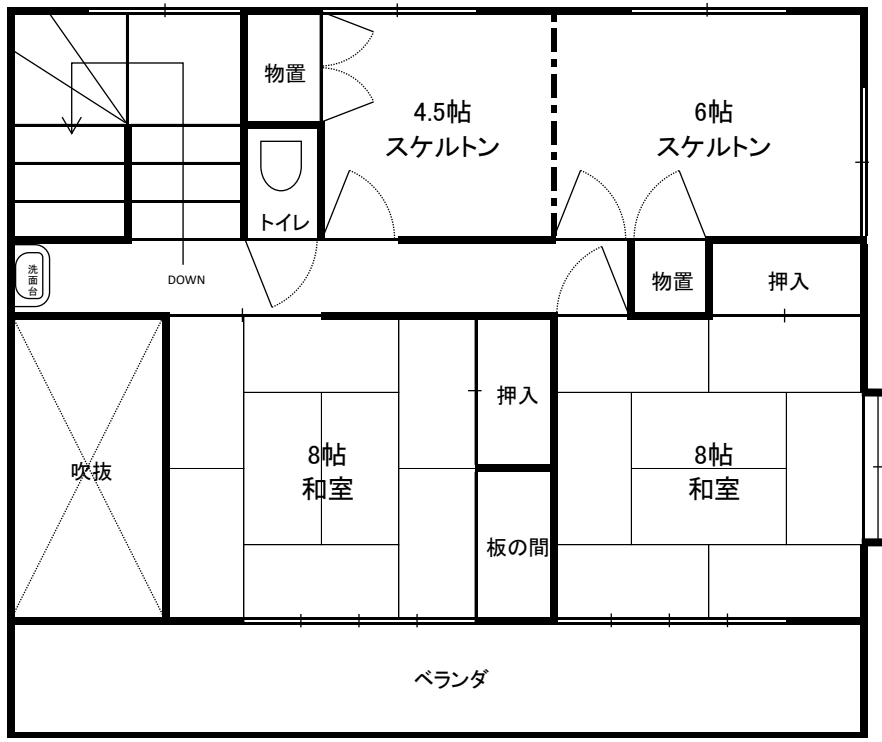 物置
4.5帖
スケルトン
6帖
スケルトン
トイレ
洗面台
DOWN
物置
押入
吹抜
8帖
和室
押入
板の間
8帖
和室
ベランダ